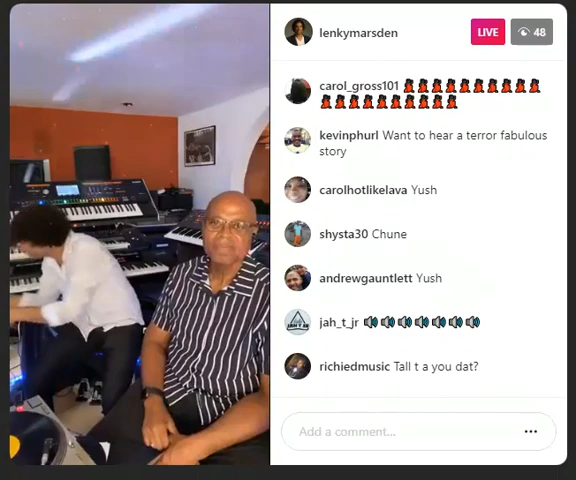 lenkymarsden
LIVE
48
carol_gross101
kevinphurl Want to hear a terror fabulous
story
carolhotlikelava Yush
shysta30 Chune
andrewgauntlett Yush
jah_t_jr
richiedmusic Tall t a you dat?
Add a comment...